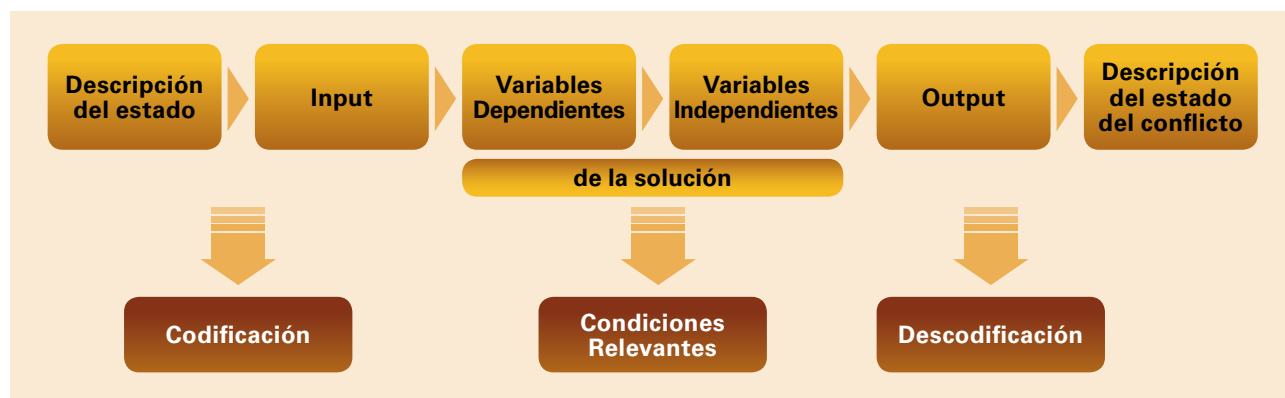 Descripción
del estado
Input
Variables
Dependientes
Variables
Independientes
Output
Descripción
del estado
del conflicto
de la solución
Codificación
Condiciones
Relevantes
Descodificación